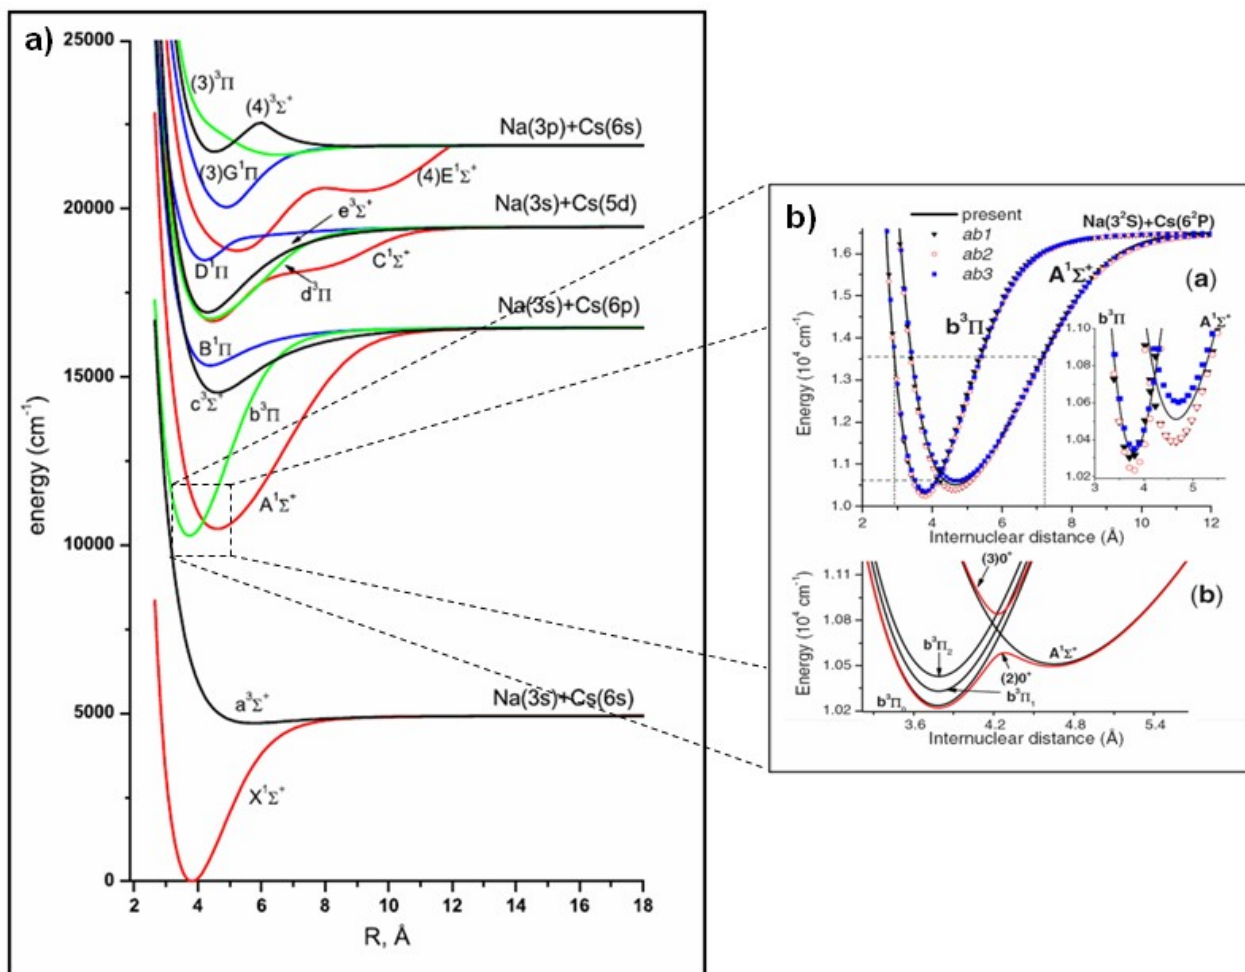 a)
25000
20000
15000
10000
5000
0
energy (cm⁻¹)
2 4 6 8 10 12 14 16 18
R, Å
(3)³Π
(4)³Σ⁺
Na(3p)+Cs(6s)
(3)G¹Π
(4)E¹Σ⁺
e³Σ⁺
Na(3s)+Cs(5d)
D¹Π
C¹Σ⁺
d³Π
Na(3s)+Cs(6p)
B¹Π
c³Σ⁺
b³Π
A¹Σ⁺
Na(3s)+Cs(6s)
a³Σ⁺
X¹Σ⁺
b)
present
ab1
ab2
ab3
Na(3²S)+Cs(6²P)
(a)
A¹Σ⁺
b³Π
1.6
1.5
1.4
1.3
1.2
1.1
1.0
Energy (10⁴ cm⁻¹)
2 4 6 8 10 12
Internuclear distance (Å)
b³Π
A¹Σ⁺
1.10
1.08
1.06
1.04
1.02
3 4 5
(3)0⁺
(b)
1.11
1.08
1.05
1.02
Energy (10⁴ cm⁻¹)
b³Π₂
A¹Σ⁺
(2)0⁺
b³Π₀
b³Π₁
3.6 4.2 4.8 5.4
Internuclear distance (Å)